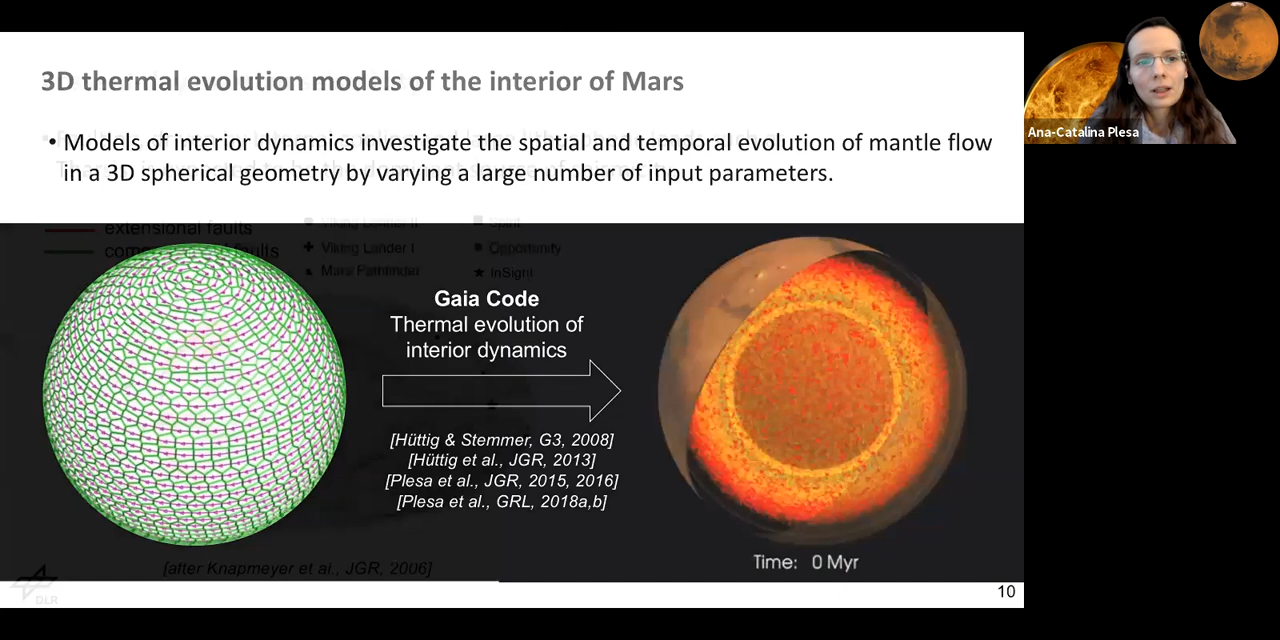 3D thermal evolution models of the interior of Mars
• Models of interior dynamics investigate the spatial and temporal evolution of mantle flow
in a 3D spherical geometry by varying a large number of input parameters.
extensional faults
faults
Viking Lander II
Spirit
Viking Lander I
Opportunity
Mars Pathfinder
InSight
Gaia Code
Thermal evolution of
interior dynamics
[Hüttig & Stemmer, G3, 2008]
[Hüttig et al., JGR, 2013]
[Plesa et al., JGR, 2015, 2016]
[Plesa et al., GRL, 2018a,b]
[after Knapmeyer et al., JGR, 2006]
Time: 0 Myr
DLR
10
Ana-Catalina Plesa